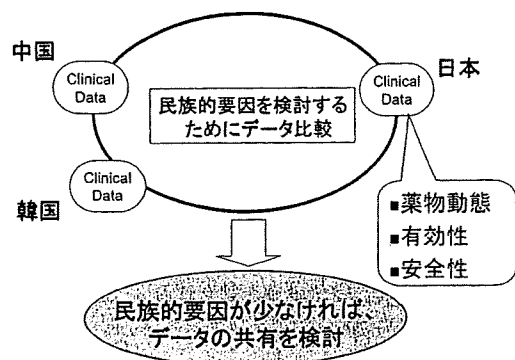 中国
Clinical
Data
日本
Clinical
Data
民族的要因を検討する
ためにデータ比較
Clinical
Data
韓国
■薬物動態
■有効性
■安全性
民族的要因が少なければ、
データの共有を検討